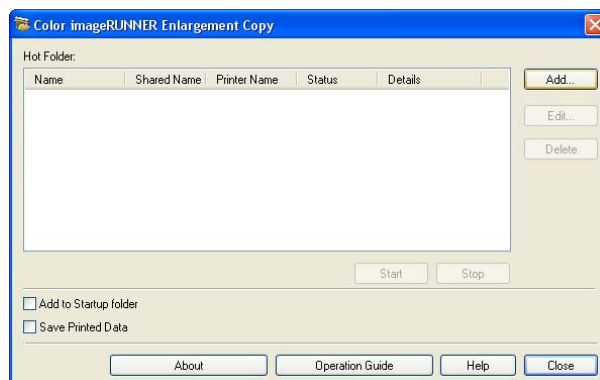 Color imageRUNNER Enlargement Copy
Hot Folder:
Name Shared Name Printer Name Status Details
Add...
Edit...
Delete
Start Stop
Add to Startup folder
Save Printed Data
About Operation Guide Help Close